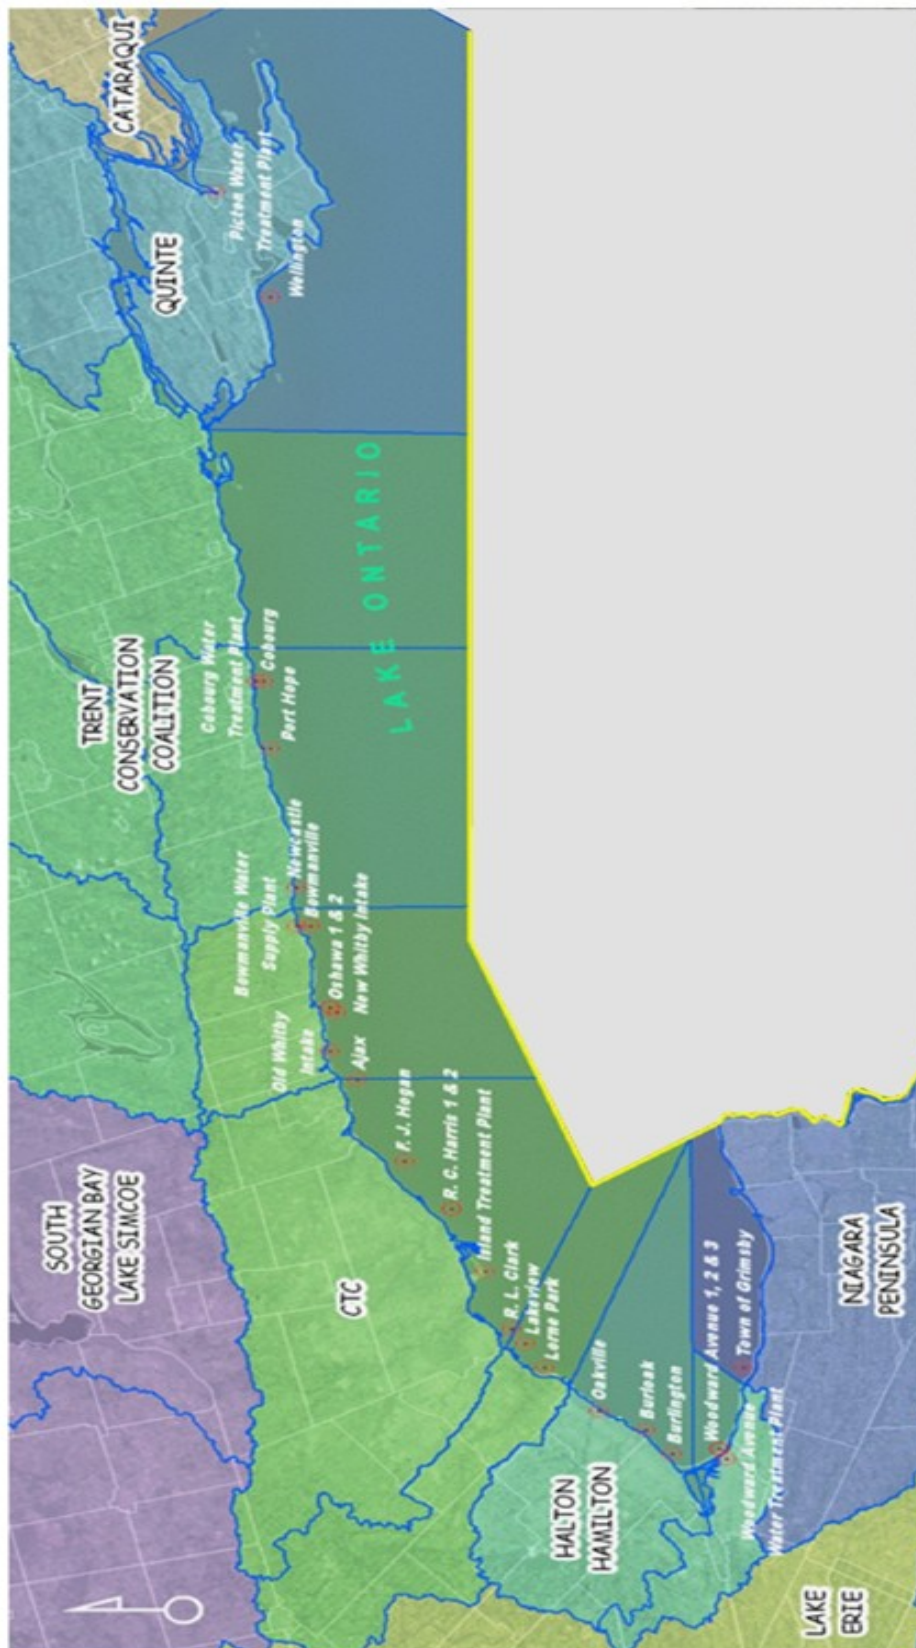 CATARAQUI
QUINTE
Picton Water
Treatment Plant
Wellington
TRENT
CONSERVATION
COALITION
Cobourg Water
Treatment Plant
Cobourg
Port Hope
LAKE ONTARIO
Bowmanville Water
Supply Plant
Newcastle
Bowmanville
Oshawa 1 & 2
New Whitby Intake
Old Whitby
Intake
Ajax
SOUTH
GEORGIAN BAY
LAKE SIMCOE
CTC
F. J. Hogan
R. C. Harris 1 & 2
Island Treatment Plant
R. L. Clark
Lakeview
Lorne Park
HALTON
HAMILTON
Oakville
Burloak
Burlington
Woodward Avenue 1, 2 & 3
Town of Grimsby
Woodward Avenue
Water Treatment Plant
NIAGARA
PENINSULA
LAKE
ERIE